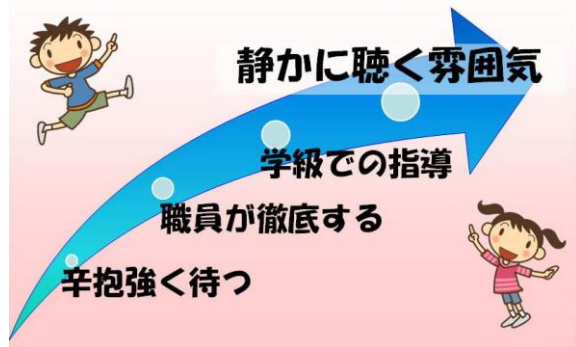 静かに聴く雰囲気
学級での指導
職員が徹底する
辛抱強く待つ